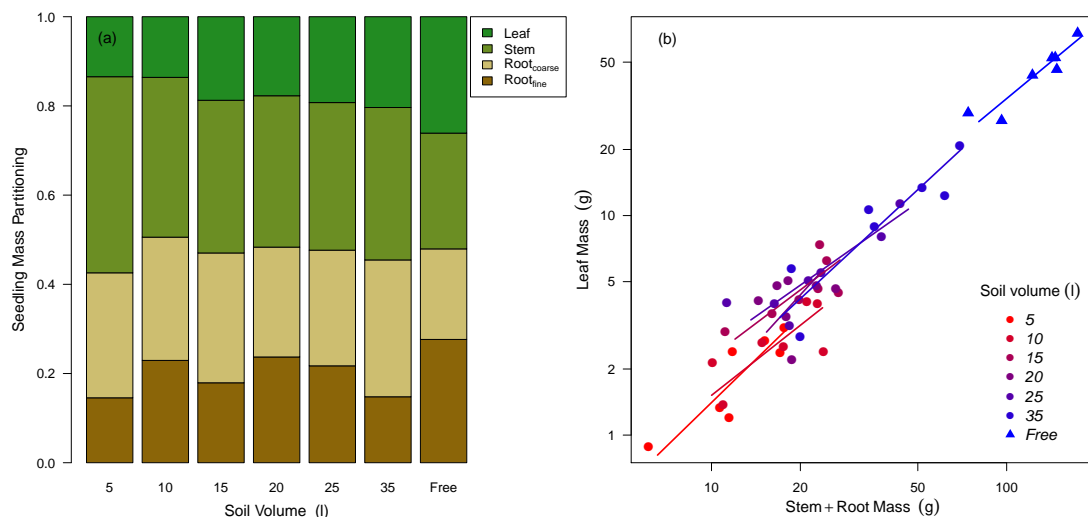 (a)
Leaf
Stem
Root_coarse
Root_fine
1.0
0.8
0.6
0.4
0.2
0.0
Seedling Mass Partitioning
5 10 15 20 25 35 Free
Soil Volume (l)
(b)
50
20
10
5
2
1
Leaf Mass (g)
Soil volume (l)
5
10
15
20
25
35
Free
10 20 50 100
Stem+Root Mass (g)